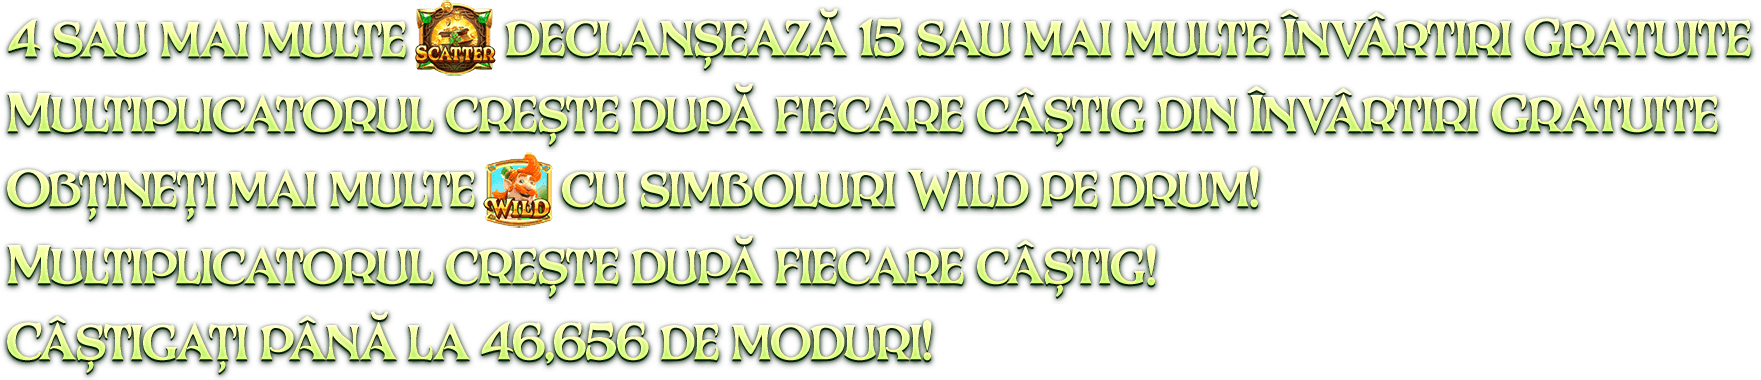 4 sau mai multe SCATTER declanșează 15 sau mai multe Învârtiri Gratuite
Multiplicatorul crește după fiecare câștig din Învârtiri Gratuite
Obțineți mai multe WILD cu simboluri Wild pe drum!
Multiplicatorul crește după fiecare câștig!
Câștigați până la 46,656 de moduri!